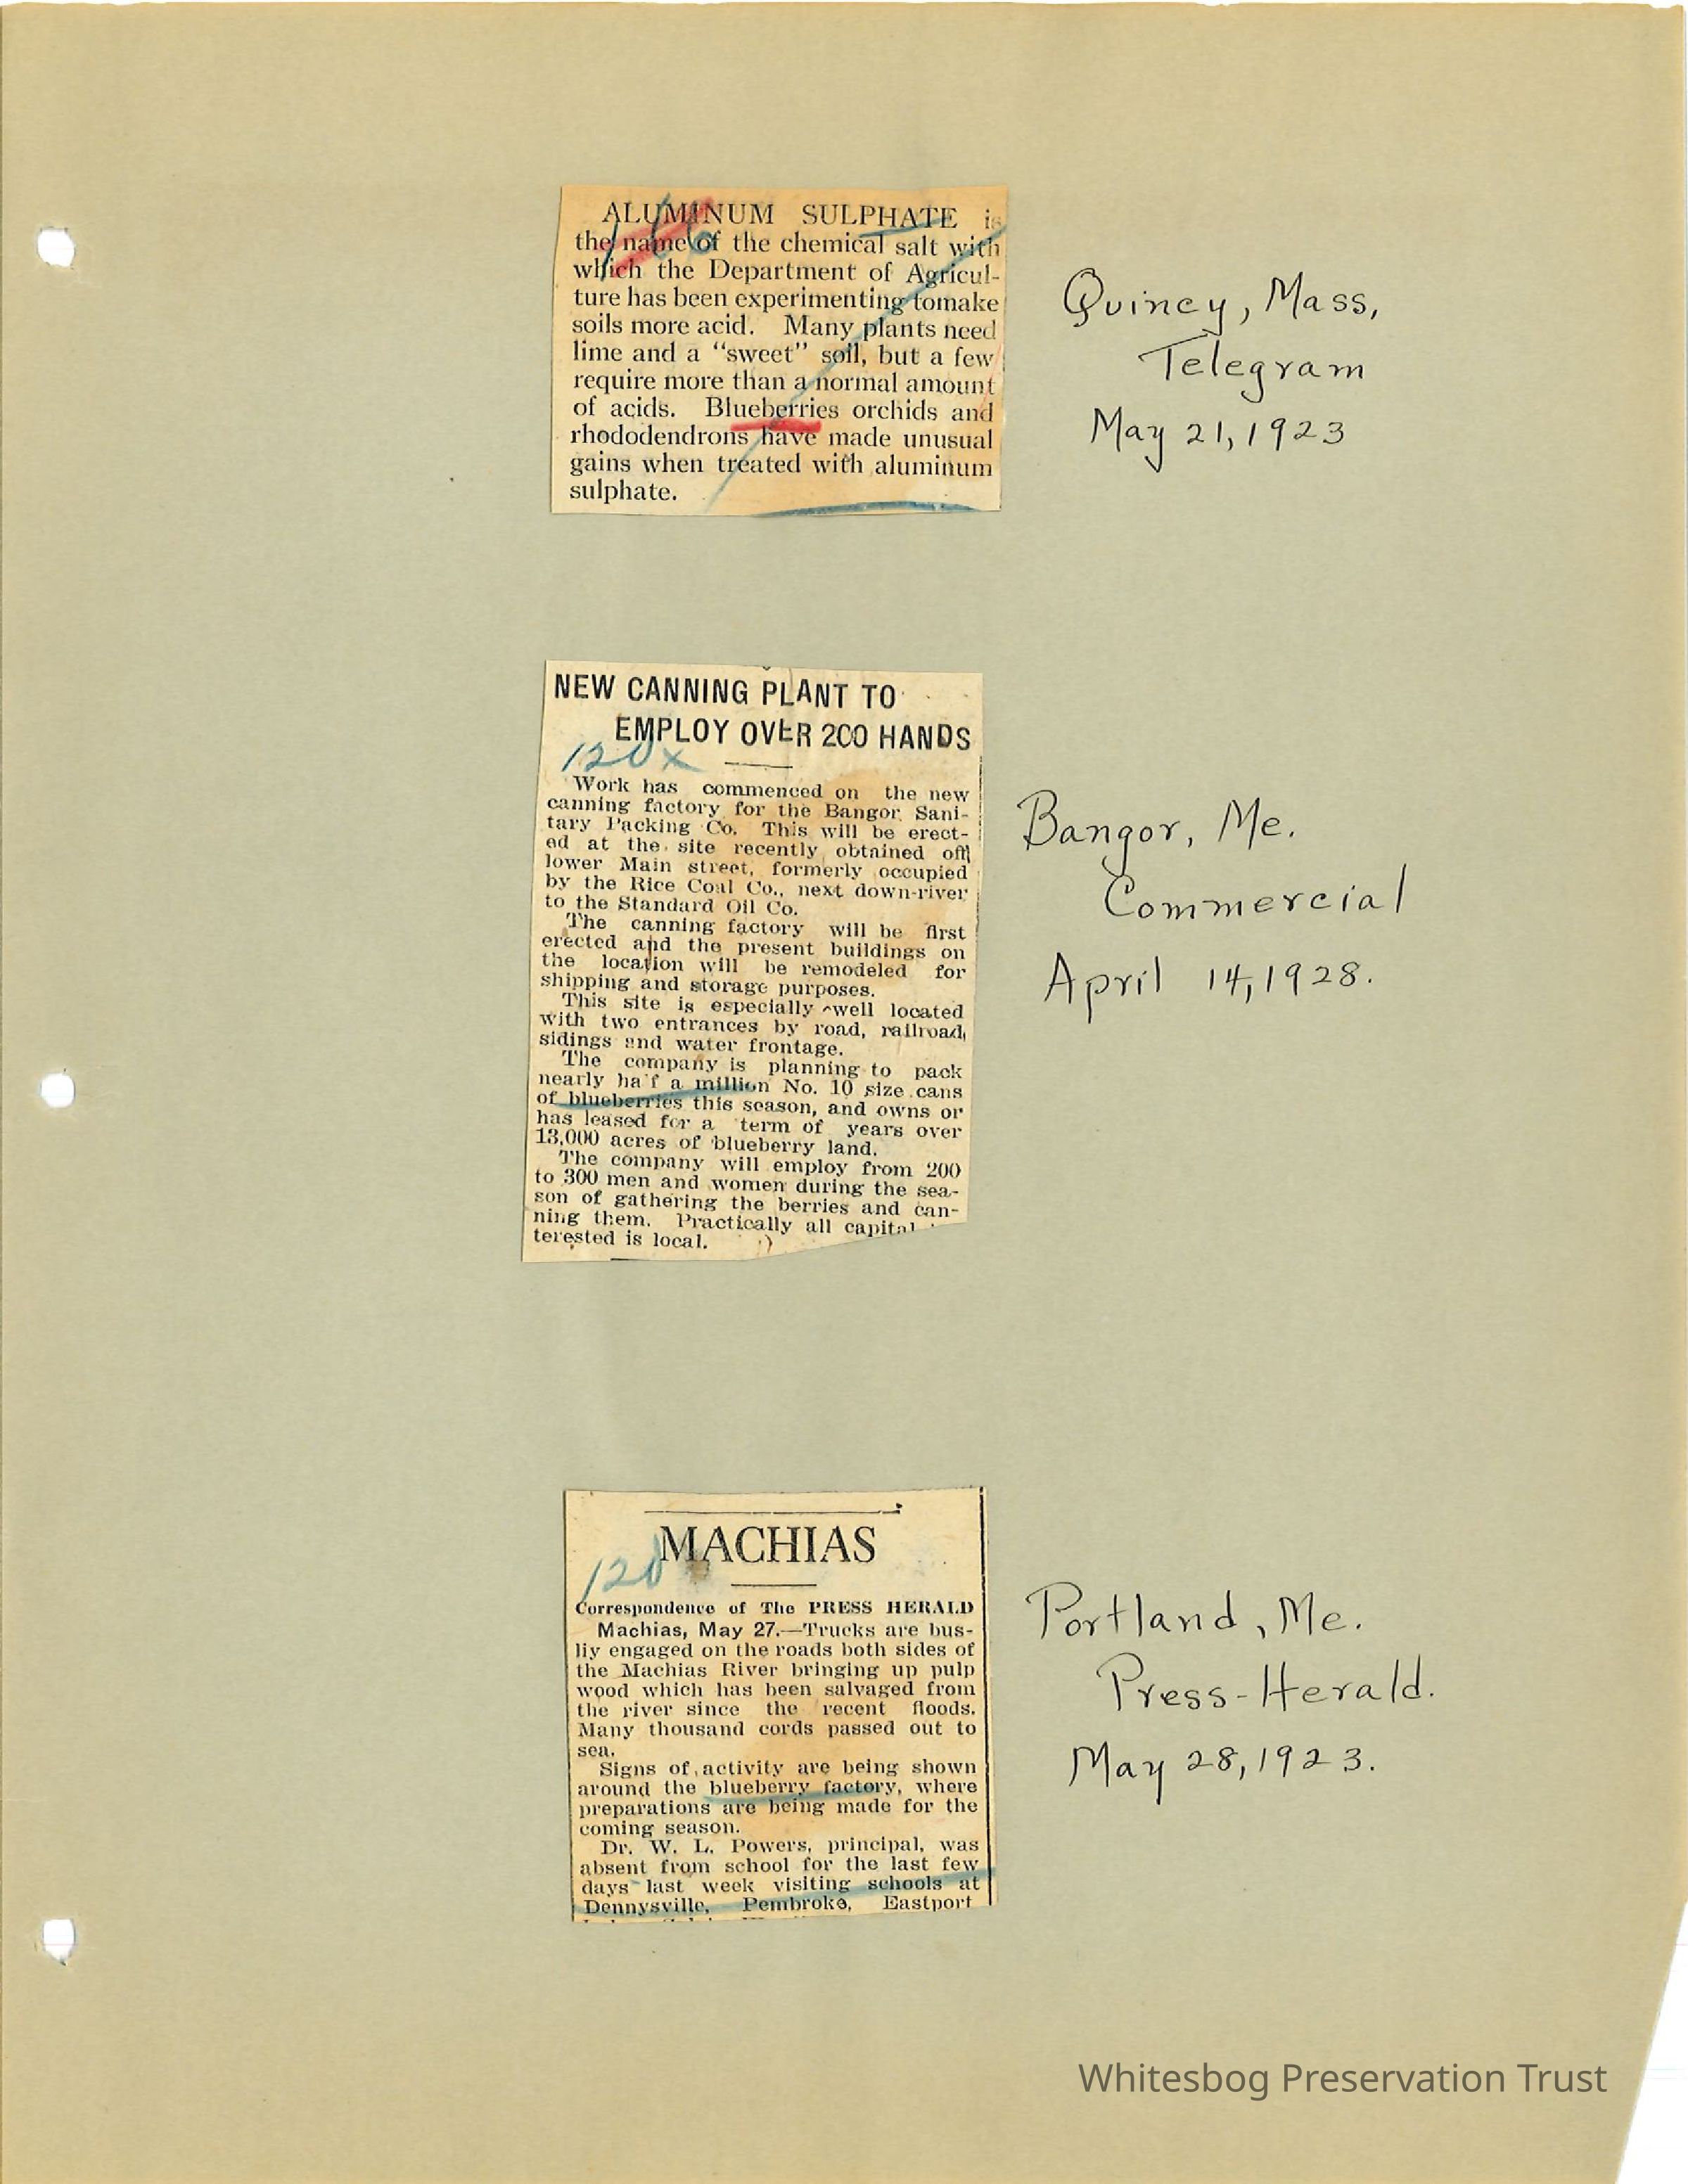 ALUMINUM SULPHATE is
the name of the chemical salt with
which the Department of Agricul-
ture has been experimenting tomake
soils more acid. Many plants need
lime and a "sweet" soil, but a few
require more than a normal amount
of acids. Blueberries orchids and
rhododendrons have made unusual
gains when treated with aluminum
sulphate.
Quincy, Mass,
Telegram
May 21, 1923
NEW CANNING PLANT TO
EMPLOY OVER 200 HANDS
120 x
Work has commenced on the new
canning factory for the Bangor Sani-
tary Packing Co. This will be erect-
ed at the site recently obtained on
lower Main street, formerly occupied
by the Rice Coal Co., next down-river
to the Standard Oil Co.
The canning factory will be first
erected and the present buildings on
the location will be remodeled for
shipping and storage purposes.
This site is especially well located
with two entrances by road, railroad,
sidings and water frontage.
The company is planning to pack
nearly half a million No. 10 size cans
of blueberries this season, and owns or
has leased for a term of years over
13,000 acres of blueberry land.
The company will employ from 200
to 300 men and women during the sea-
son of gathering the berries and can-
ning them. Practically all capital
terested is local.
Bangor, Me.
Commercial
April 14, 1928.
MACHIAS
120
Correspondence of The PRESS HERALD
Machias, May 27.—Trucks are bus-
liy engaged on the roads both sides of
the Machias River bringing up pulp
wood which has been salvaged from
the river since the recent floods.
Many thousand cords passed out to
sea.
Signs of activity are being shown
around the blueberry factory, where
preparations are being made for the
coming season.
Dr. W. L. Powers, principal, was
absent from school for the last few
days last week visiting schools at
Dennysville, Pembroke, Eastport
Portland, Me.
Press-Herald.
May 28, 1923.
Whitesbog Preservation Trust